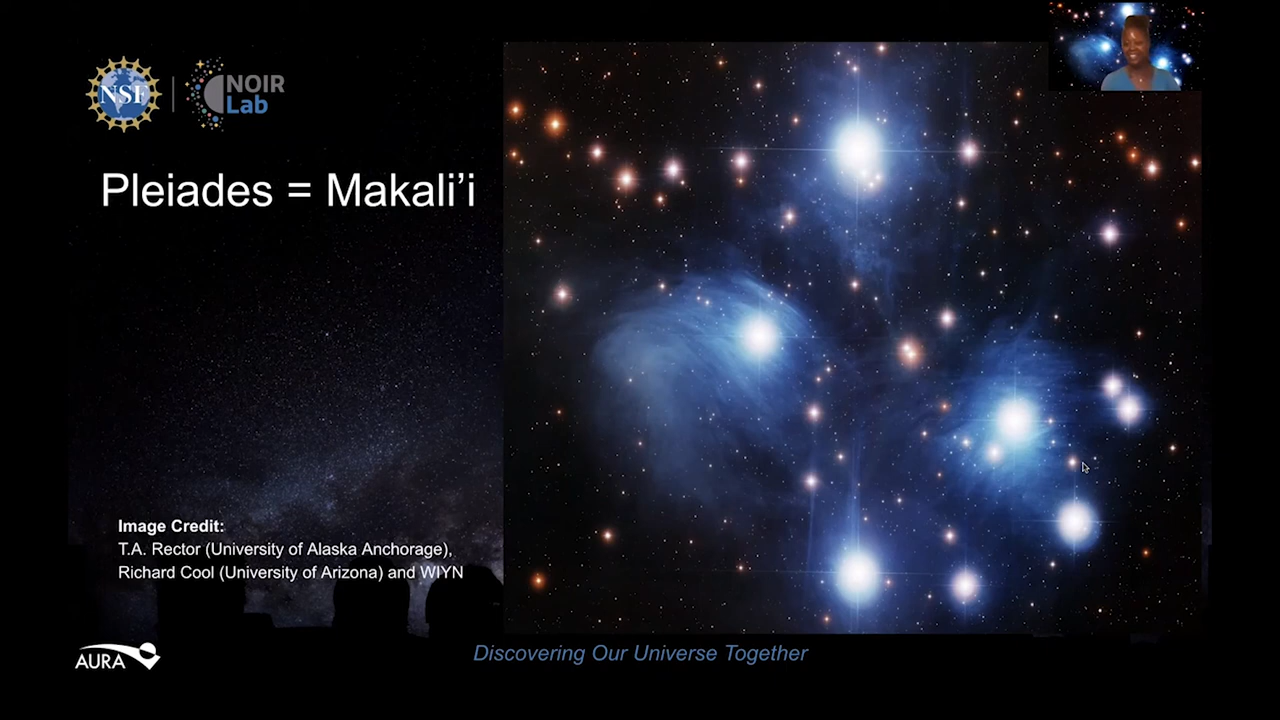 NSF
NOIR
Lab
Pleiades = Makali’i
Image Credit:
T.A. Rector (University of Alaska Anchorage),
Richard Cool (University of Arizona) and WIYN
AURA
Discovering Our Universe Together